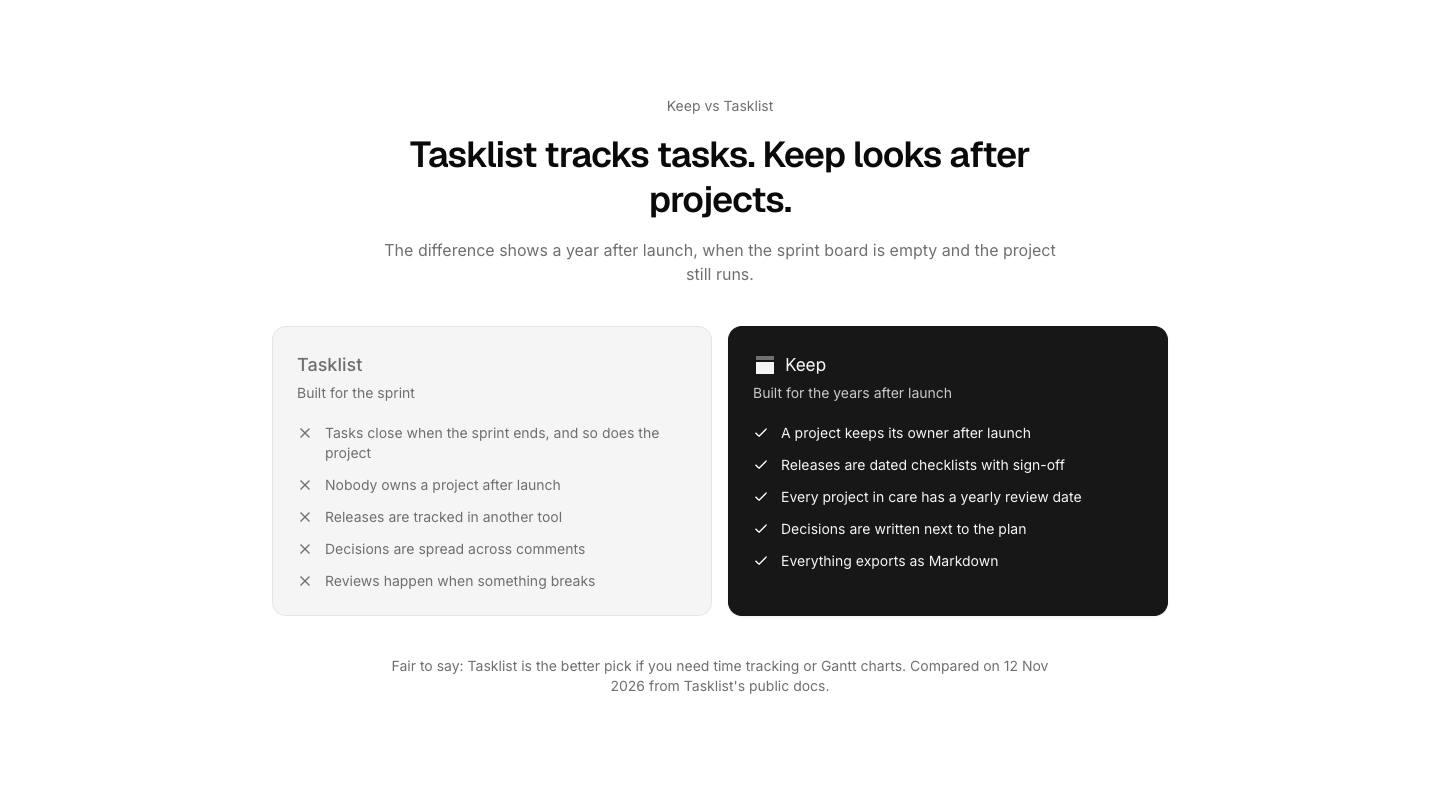 Keep vs Tasklist
Tasklist tracks tasks. Keep looks after
projects.
The difference shows a year after launch, when the sprint board is empty and the project
still runs.
Tasklist
Built for the sprint
Tasks close when the sprint ends, and so does the
project
Nobody owns a project after launch
Releases are tracked in another tool
Decisions are spread across comments
Reviews happen when something breaks
Keep
Built for the years after launch
A project keeps its owner after launch
Releases are dated checklists with sign-off
Every project in care has a yearly review date
Decisions are written next to the plan
Everything exports as Markdown
Fair to say: Tasklist is the better pick if you need time tracking or Gantt charts. Compared on 12 Nov
2026 from Tasklist's public docs.